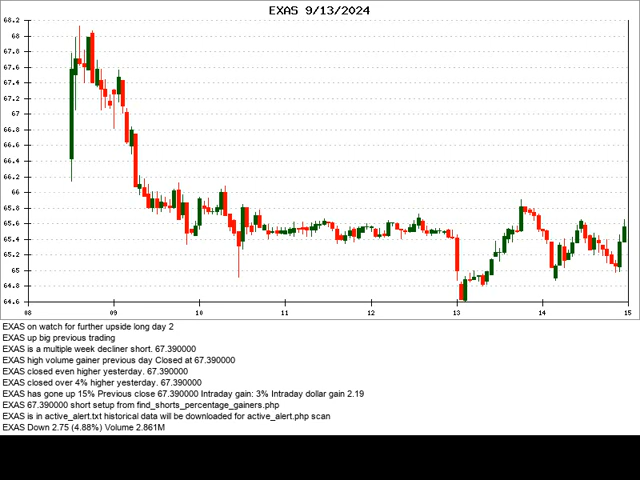 EXAS 9/13/2024
68.2
68
67.8
67.6
67.4
67.2
67
66.8
66.6
66.4
66.2
66
65.8
65.6
65.4
65.2
65
64.8
64.6
08 09 10 11 12 13 14 15
EXAS on watch for further upside long day 2
EXAS up big previous trading
EXAS is a multiple week decliner short. 67.390000
EXAS high volume gainer previous day Closed at 67.390000
EXAS closed even higher yesterday. 67.390000
EXAS closed over 4% higher yesterday. 67.390000
EXAS has gone up 15% Previous close 67.390000 Intraday gain: 3% Intraday dollar gain 2.19
EXAS 67.390000 short setup from find_shorts_percentage_gainers.php
EXAS is in active_alert.txt historical data will be downloaded for active_alert.php scan
EXAS Down 2.75 (4.88%) Volume 2.861M